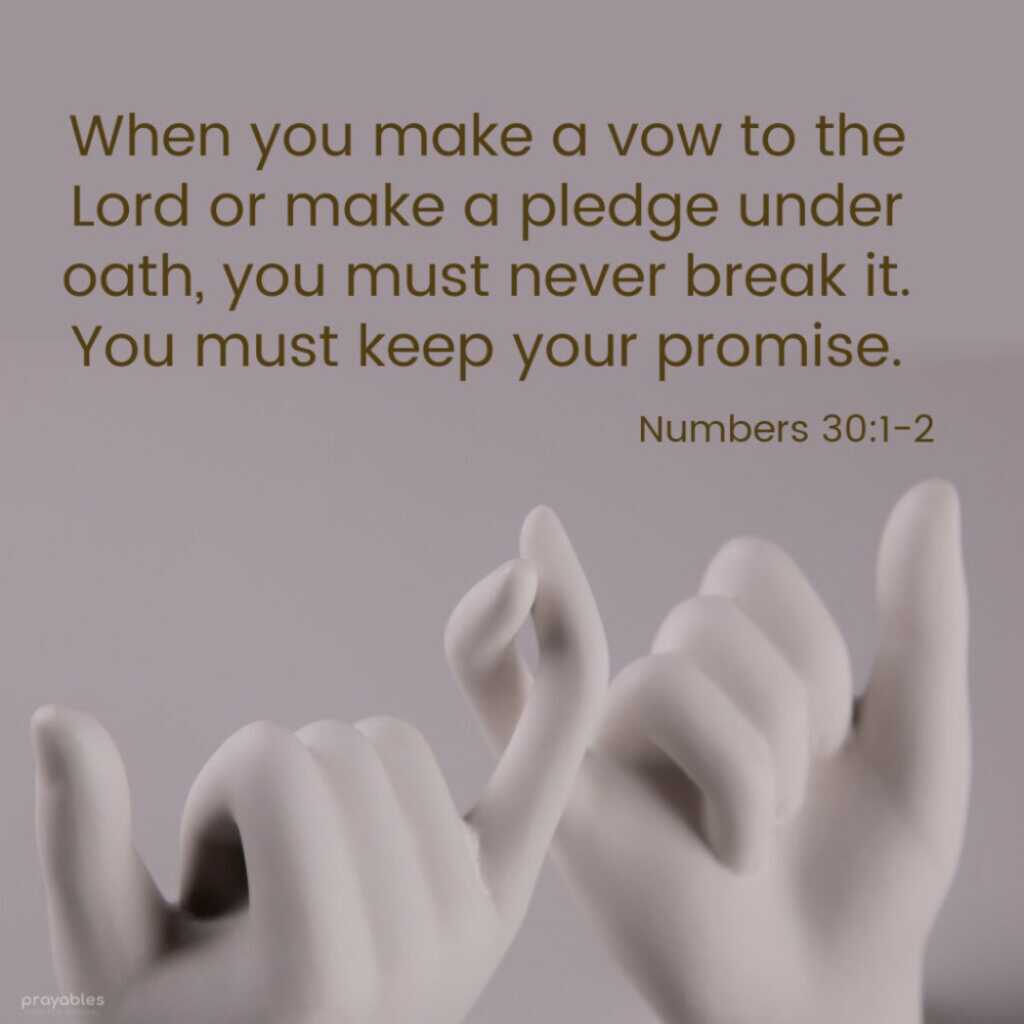 When you make a vow to the
Lord or make a pledge under
oath, you must never break it.
You must keep your promise.
Numbers 30:1-2
prayables